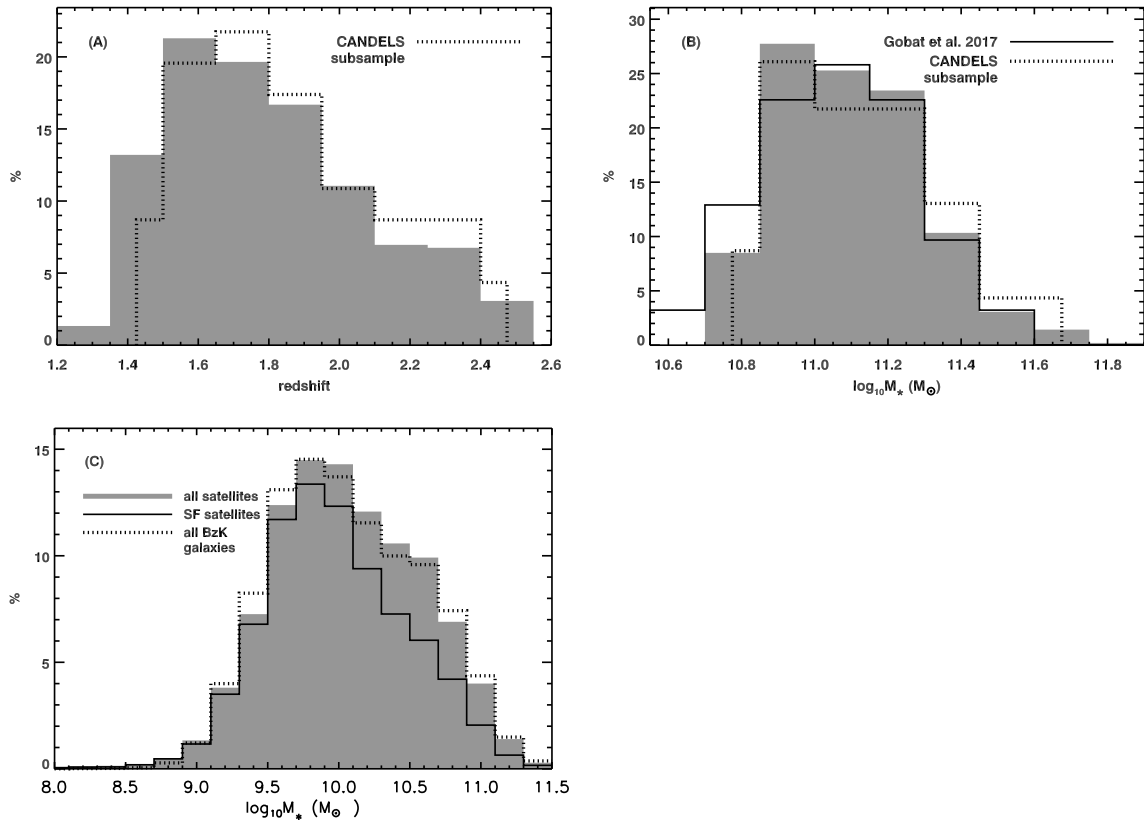 (A)
CANDELS
subsample
%
0
5
10
15
20
1.2 1.4 1.6 1.8 2.0 2.2 2.4 2.6
redshift
(B)
Gobat et al. 2017
CANDELS
subsample
%
0
5
10
15
20
25
30
10.6 10.8 11.0 11.2 11.4 11.6 11.8
log₁₀M* (M⊙)
(C)
all satellites
SF satellites
all BzK
galaxies
%
0
5
10
15
8.0 8.5 9.0 9.5 10.0 10.5 11.0 11.5
log₁₀M* (M⊙ )